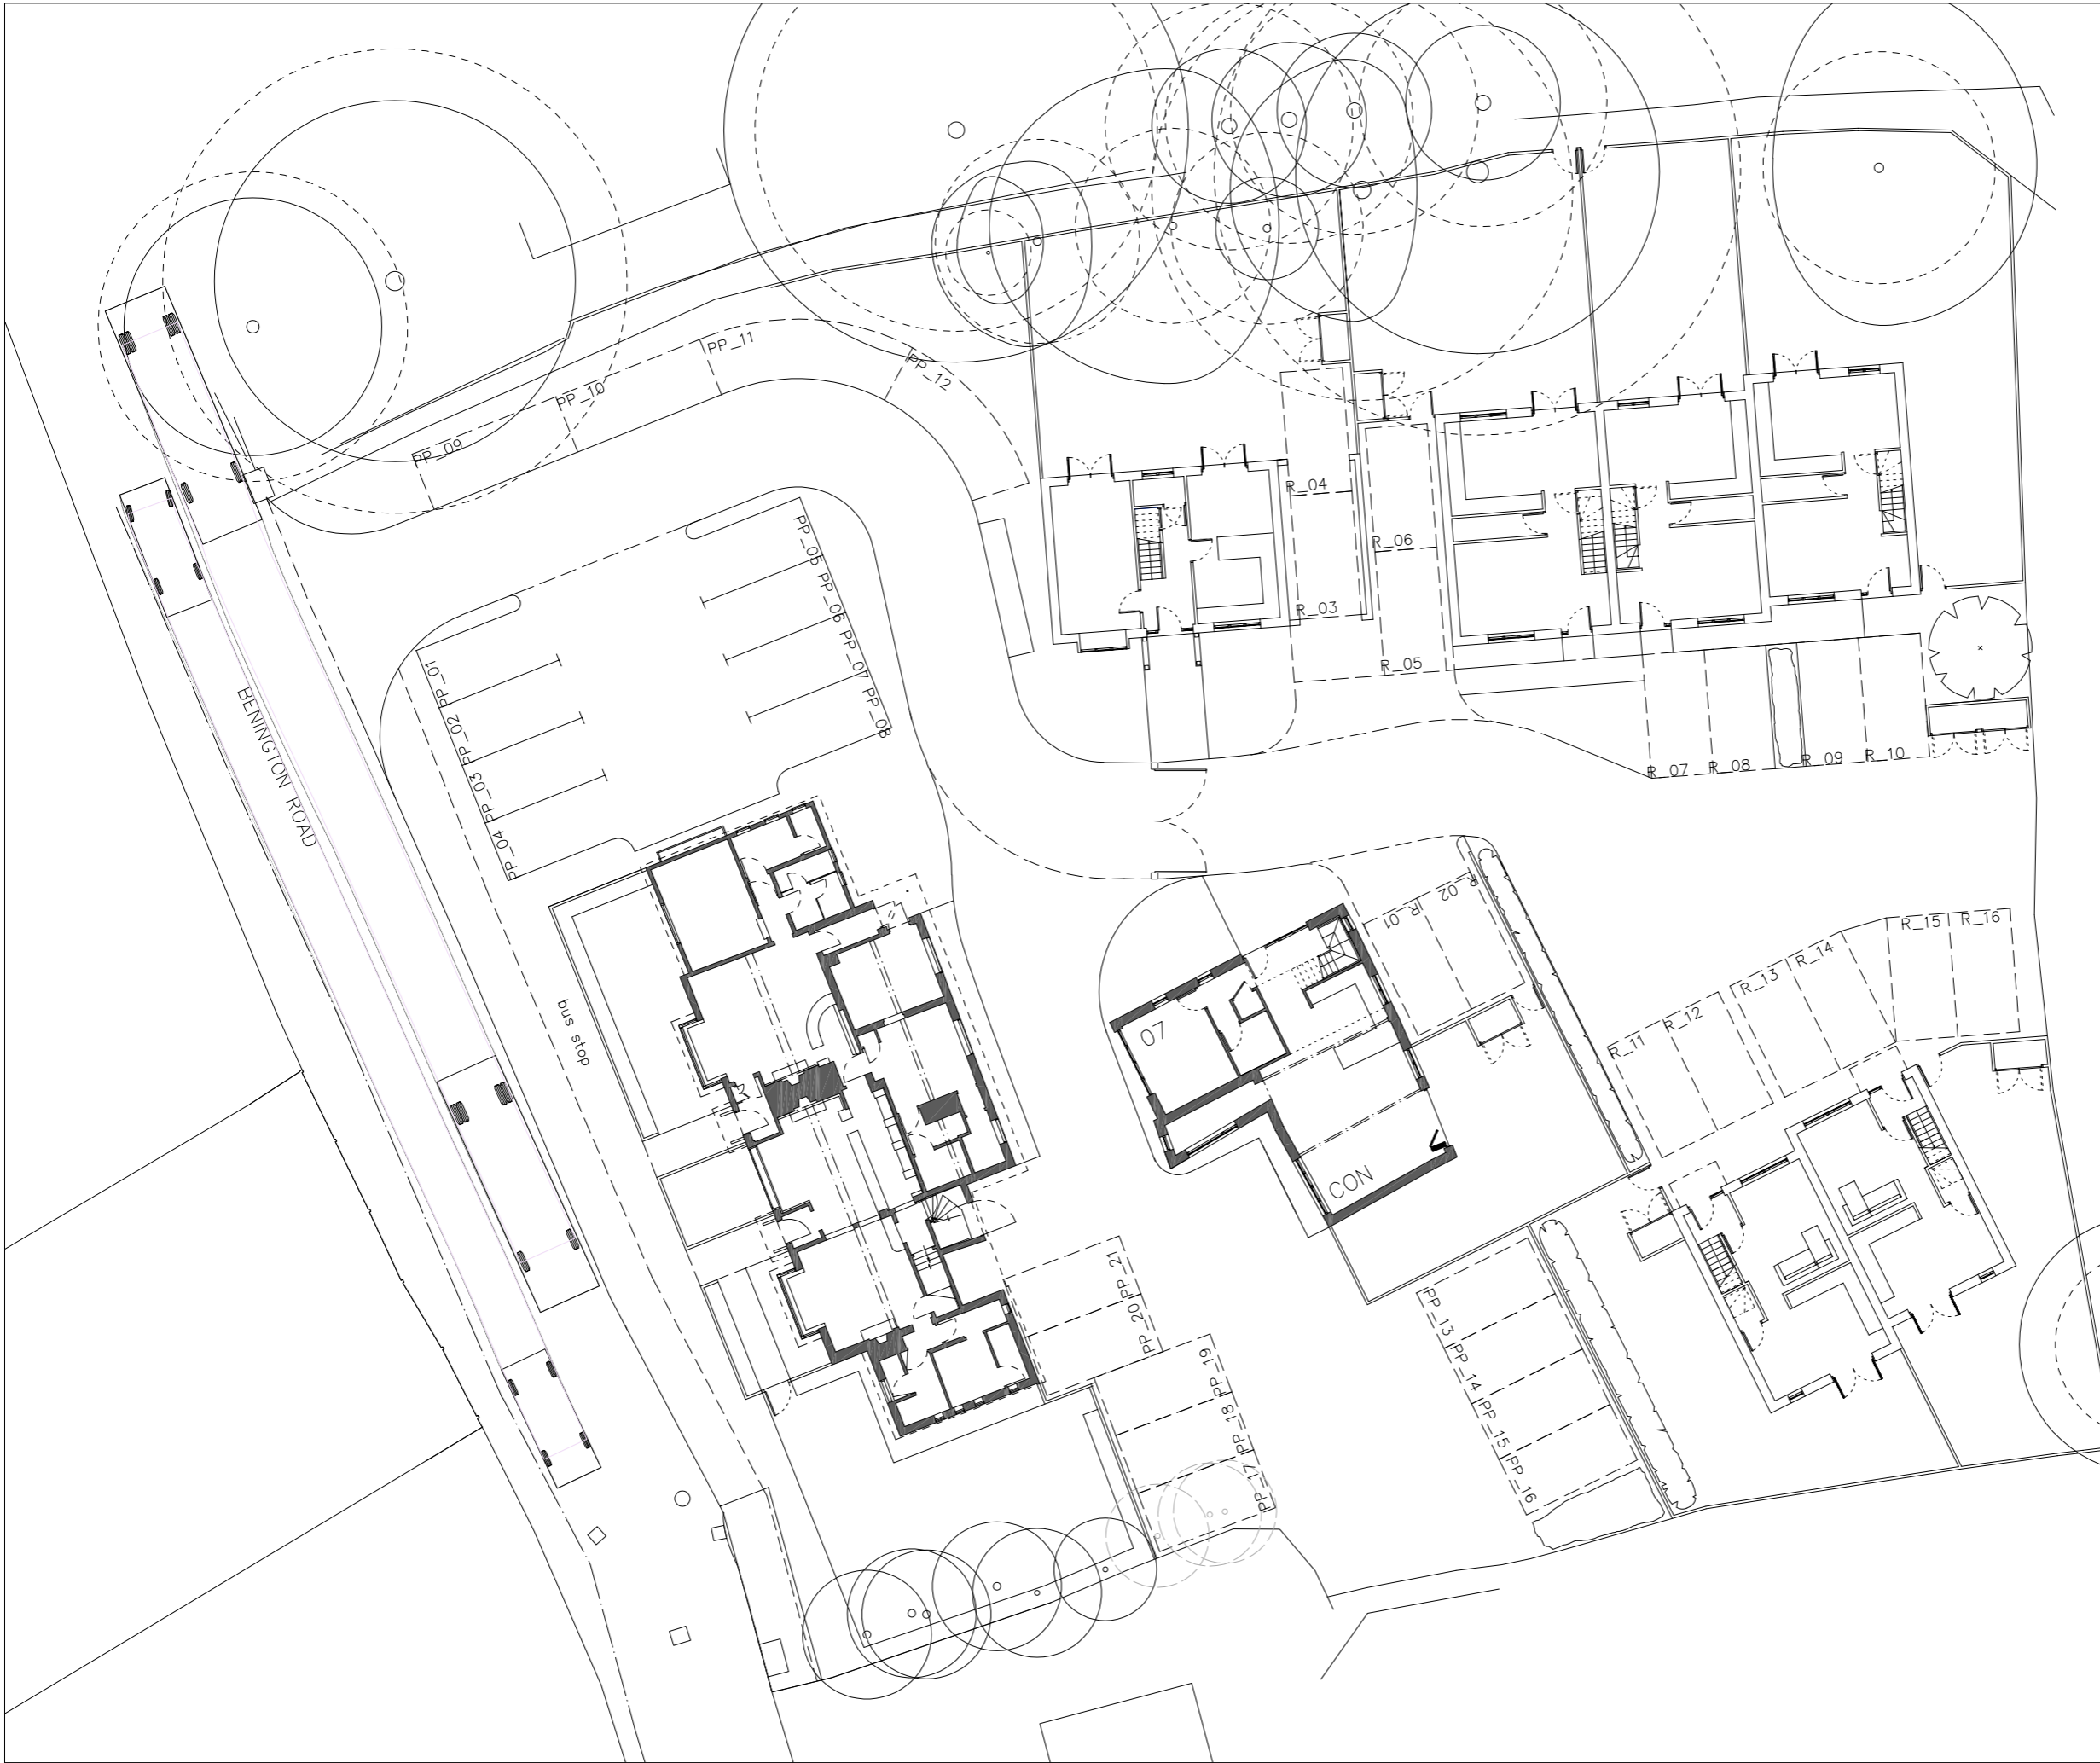 PP_11
PP_12
PP_10
PP_09
R_04
R_06
R_03
R_05
PP_05
PP_06
PP_07
PP_08
PP_01
PP_02
PP_03
PP_04
BENINGTON ROAD
R_07
R_08
R_09
R_10
R_01
R_02
R_15
R_16
R_14
R_13
R_12
R_11
bus stop
07
CON
PP_21
PP_20
PP_19
PP_18
PP_17
PP_13
PP_14
PP_15
PP_16